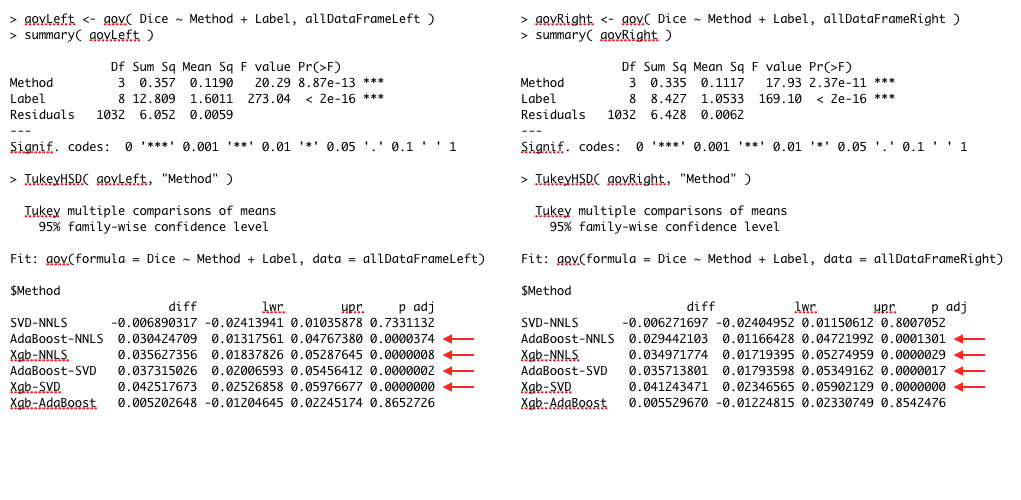 > aovLeft <- aov( Dice ~ Method + Label, allDataFrameLeft )
> summary( aovLeft )
Df Sum Sq Mean Sq F value Pr(>F)
Method 3 0.357 0.1190 20.29 8.87e-13 ***
Label 8 12.809 1.6011 273.04 < 2e-16 ***
Residuals 1032 6.052 0.0059
---
Signif. codes: 0 '***' 0.001 '**' 0.01 '*' 0.05 '.' 0.1 ' ' 1
> TukeyHSD( aovLeft, "Method" )
Tukey multiple comparisons of means
95% family-wise confidence level
Fit: aov(formula = Dice ~ Method + Label, data = allDataFrameLeft)
$Method
diff lwr upr p adj
SVD-NNLS -0.006890317 -0.02413941 0.01035878 0.7331132
AdaBoost-NNLS 0.030424709 0.01317561 0.04767380 0.0000374
Xgb-NNLS 0.035627356 0.01837826 0.05287645 0.0000008
AdaBoost-SVD 0.037315026 0.02006593 0.05456412 0.0000002
Xgb-SVD 0.042517673 0.02526858 0.05976677 0.0000000
Xgb-AdaBoost 0.005202648 -0.01204645 0.02245174 0.8652726
> aovRight <- aov( Dice ~ Method + Label, allDataFrameRight )
> summary( aovRight )
Df Sum Sq Mean Sq F value Pr(>F)
Method 3 0.335 0.1117 17.93 2.37e-11 ***
Label 8 8.427 1.0533 169.10 < 2e-16 ***
Residuals 1032 6.428 0.0062
---
Signif. codes: 0 '***' 0.001 '**' 0.01 '*' 0.05 '.' 0.1 ' ' 1
> TukeyHSD( aovRight, "Method" )
Tukey multiple comparisons of means
95% family-wise confidence level
Fit: aov(formula = Dice ~ Method + Label, data = allDataFrameRight)
$Method
diff lwr upr p adj
SVD-NNLS -0.006271697 -0.02404952 0.01150612 0.8007052
AdaBoost-NNLS 0.029442103 0.01166428 0.04721992 0.0001301
Xgb-NNLS 0.034971774 0.01719395 0.05274959 0.0000029
AdaBoost-SVD 0.035713801 0.01793598 0.05349162 0.0000017
Xgb-SVD 0.041243471 0.02346565 0.05902129 0.0000000
Xgb-AdaBoost 0.005529670 -0.01224815 0.02330749 0.8542476